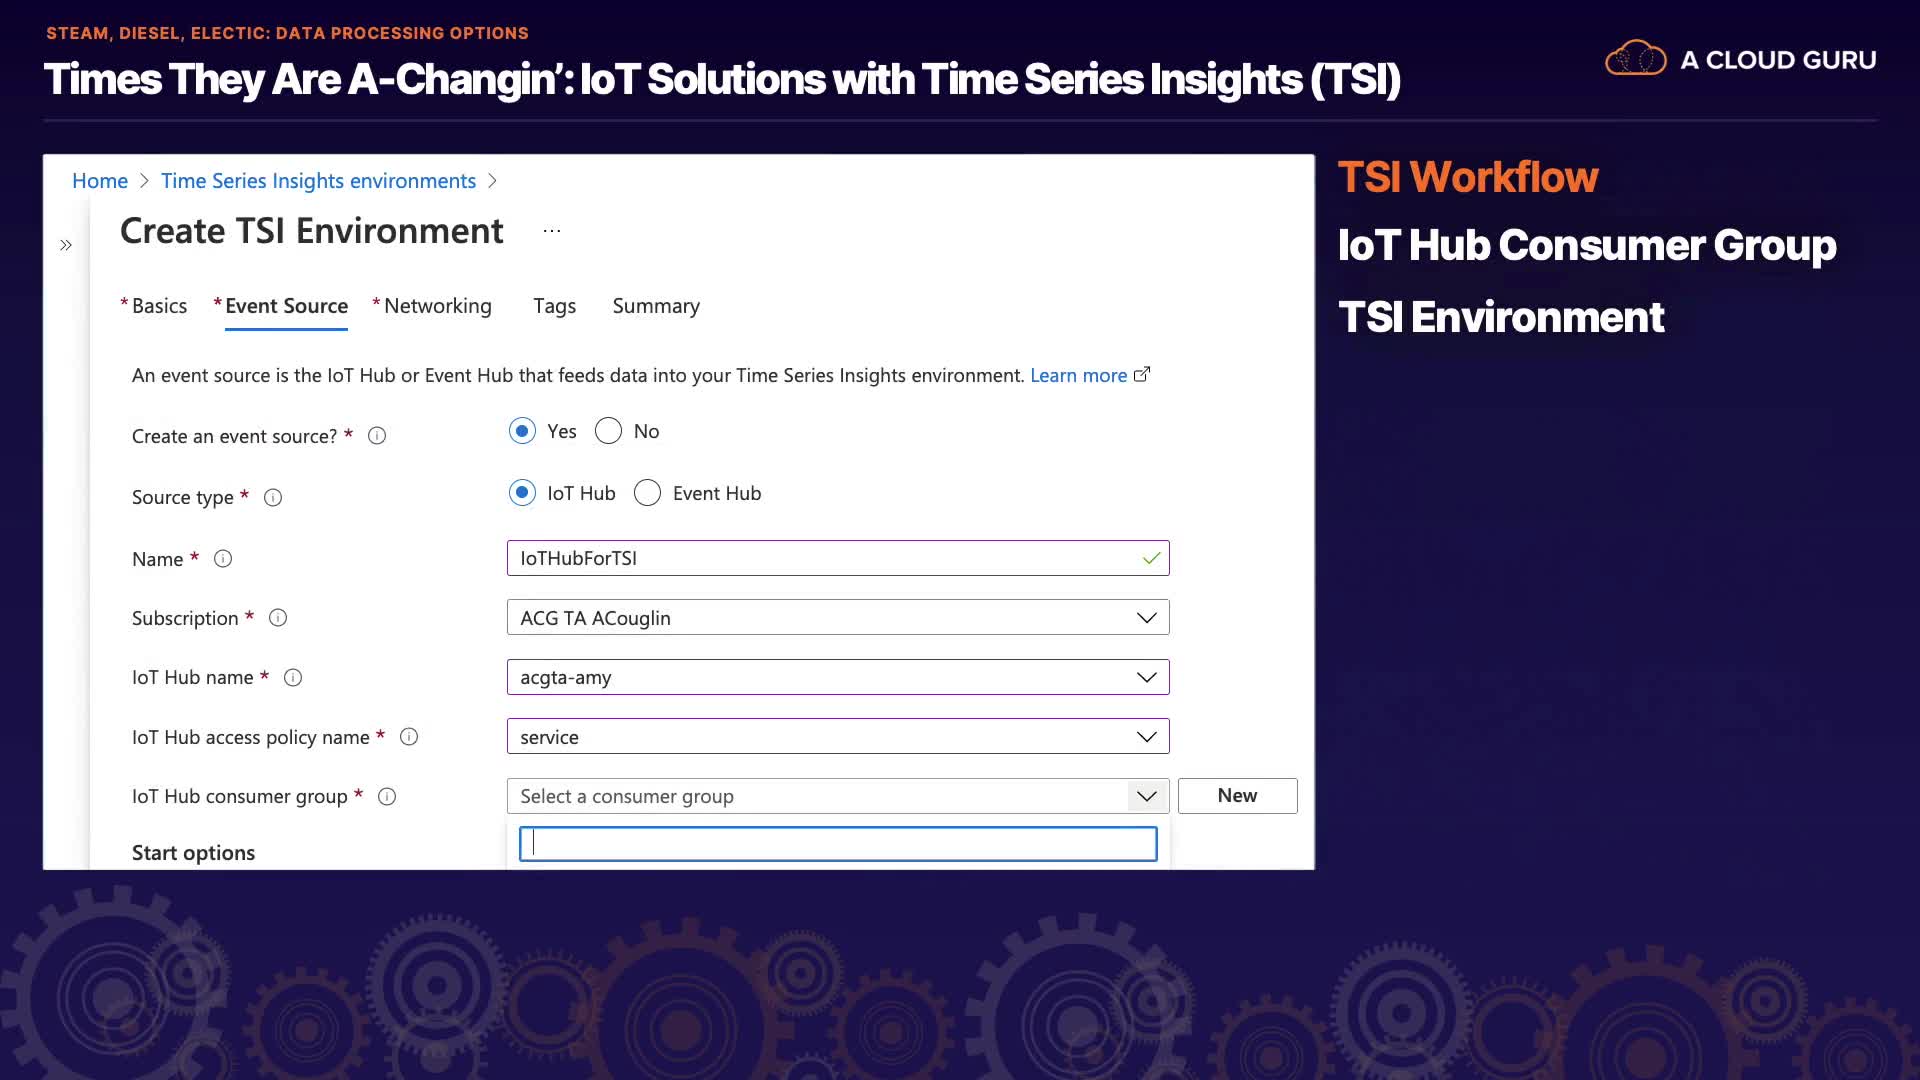 STEAM, DIESEL, ELECTIC: DATA PROCESSING OPTIONS
Times They Are A-Changin’: IoT Solutions with Time Series Insights (TSI)
A CLOUD GURU
Home > Time Series Insights environments >
Create TSI Environment ...
* Basics * Event Source * Networking Tags Summary
An event source is the IoT Hub or Event Hub that feeds data into your Time Series Insights environment. Learn more
Create an event source? * Yes No
Source type * IoT Hub Event Hub
Name * IoTHubForTSI
Subscription * ACG TA ACouglin
IoT Hub name * acgta-amy
IoT Hub access policy name * service
IoT Hub consumer group * Select a consumer group New
Start options
TSI Workflow
IoT Hub Consumer Group
TSI Environment